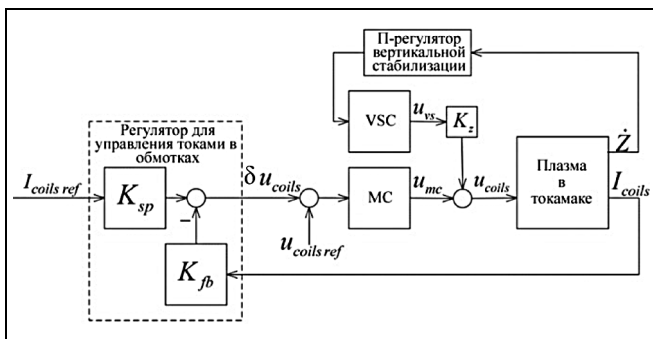 П-регулятор
вертикальной
стабилизации
Регулятор для
управления токами в
обмотках
VSC
u_vs
K_z
Ż
I_coils ref
K_sp
δu_coils
MC
u_mc
u_coils
Плазма
в
токамаке
I_coils
−
u_coils ref
K_fb